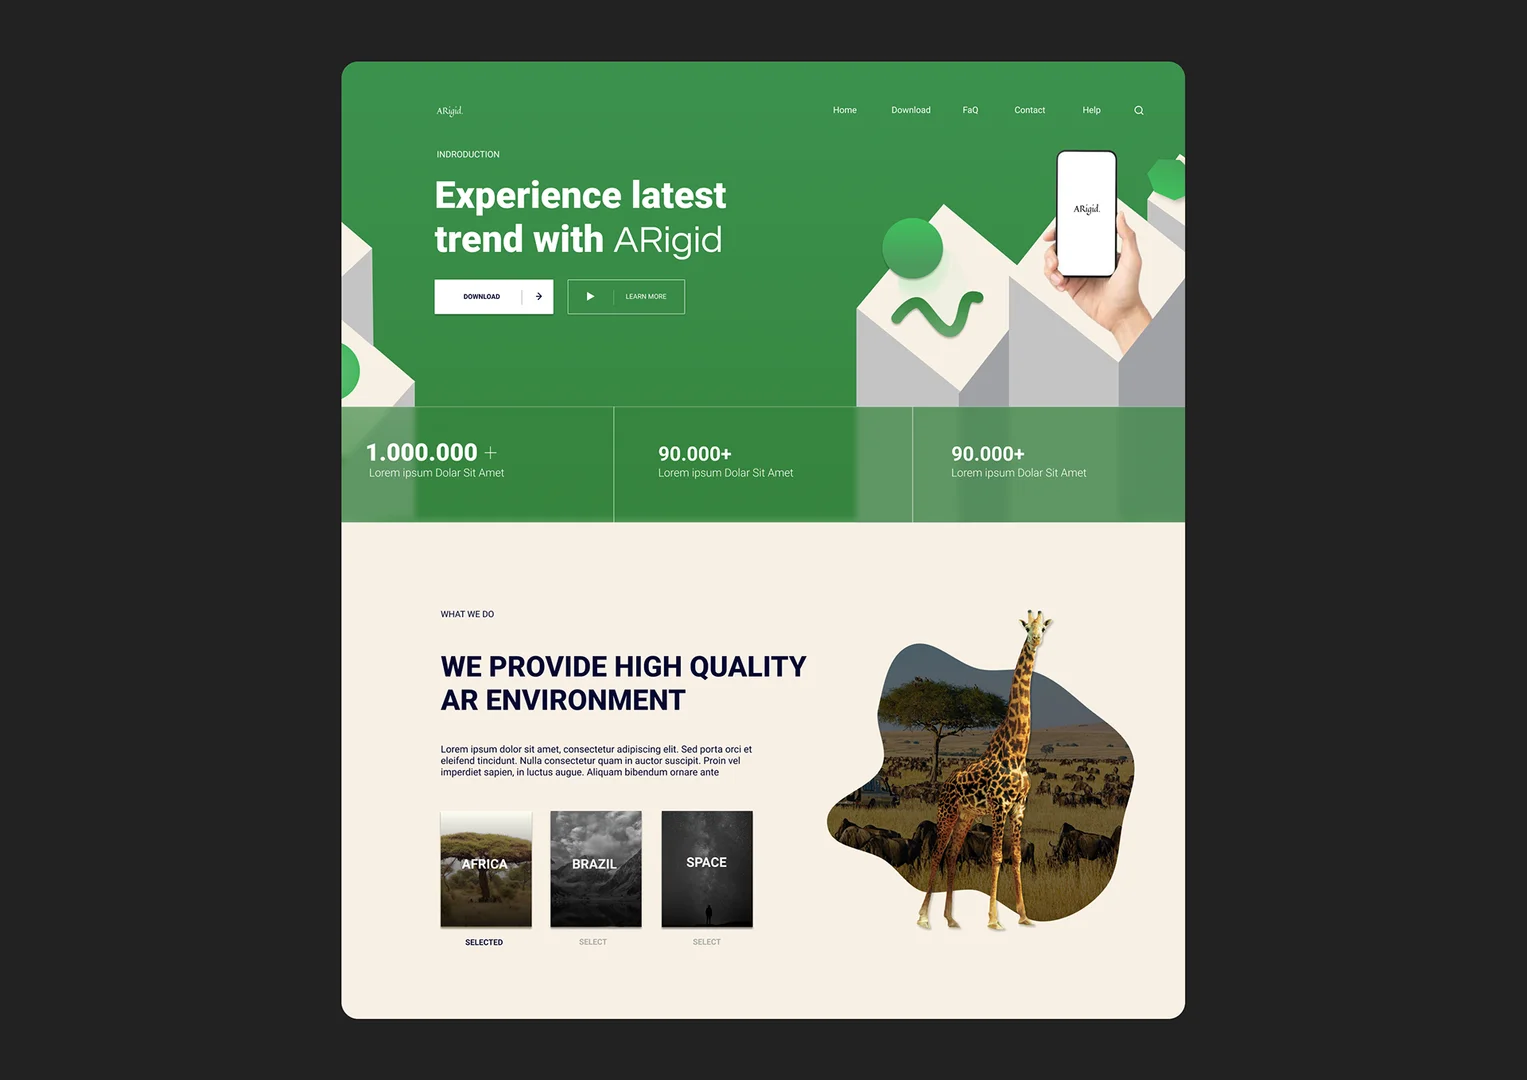 ARigid.
Home Download FaQ Contact Help
INDRODUCTION
Experience latest
trend with ARigid
DOWNLOAD
LEARN MORE
ARigid.
1.000.000 +
Lorem ipsum Dolar Sit Amet
90.000+
Lorem ipsum Dolar Sit Amet
90.000+
Lorem ipsum Dolar Sit Amet
WHAT WE DO
WE PROVIDE HIGH QUALITY
AR ENVIRONMENT
Lorem ipsum dolor sit amet, consectetur adipiscing elit. Sed porta orci et
eleifend tincidunt. Nulla consectetur quam in auctor suscipit. Proin vel
imperdiet sapien, in luctus augue. Aliquam bibendum ornare ante
AFRICA
BRAZIL
SPACE
SELECTED
SELECT
SELECT